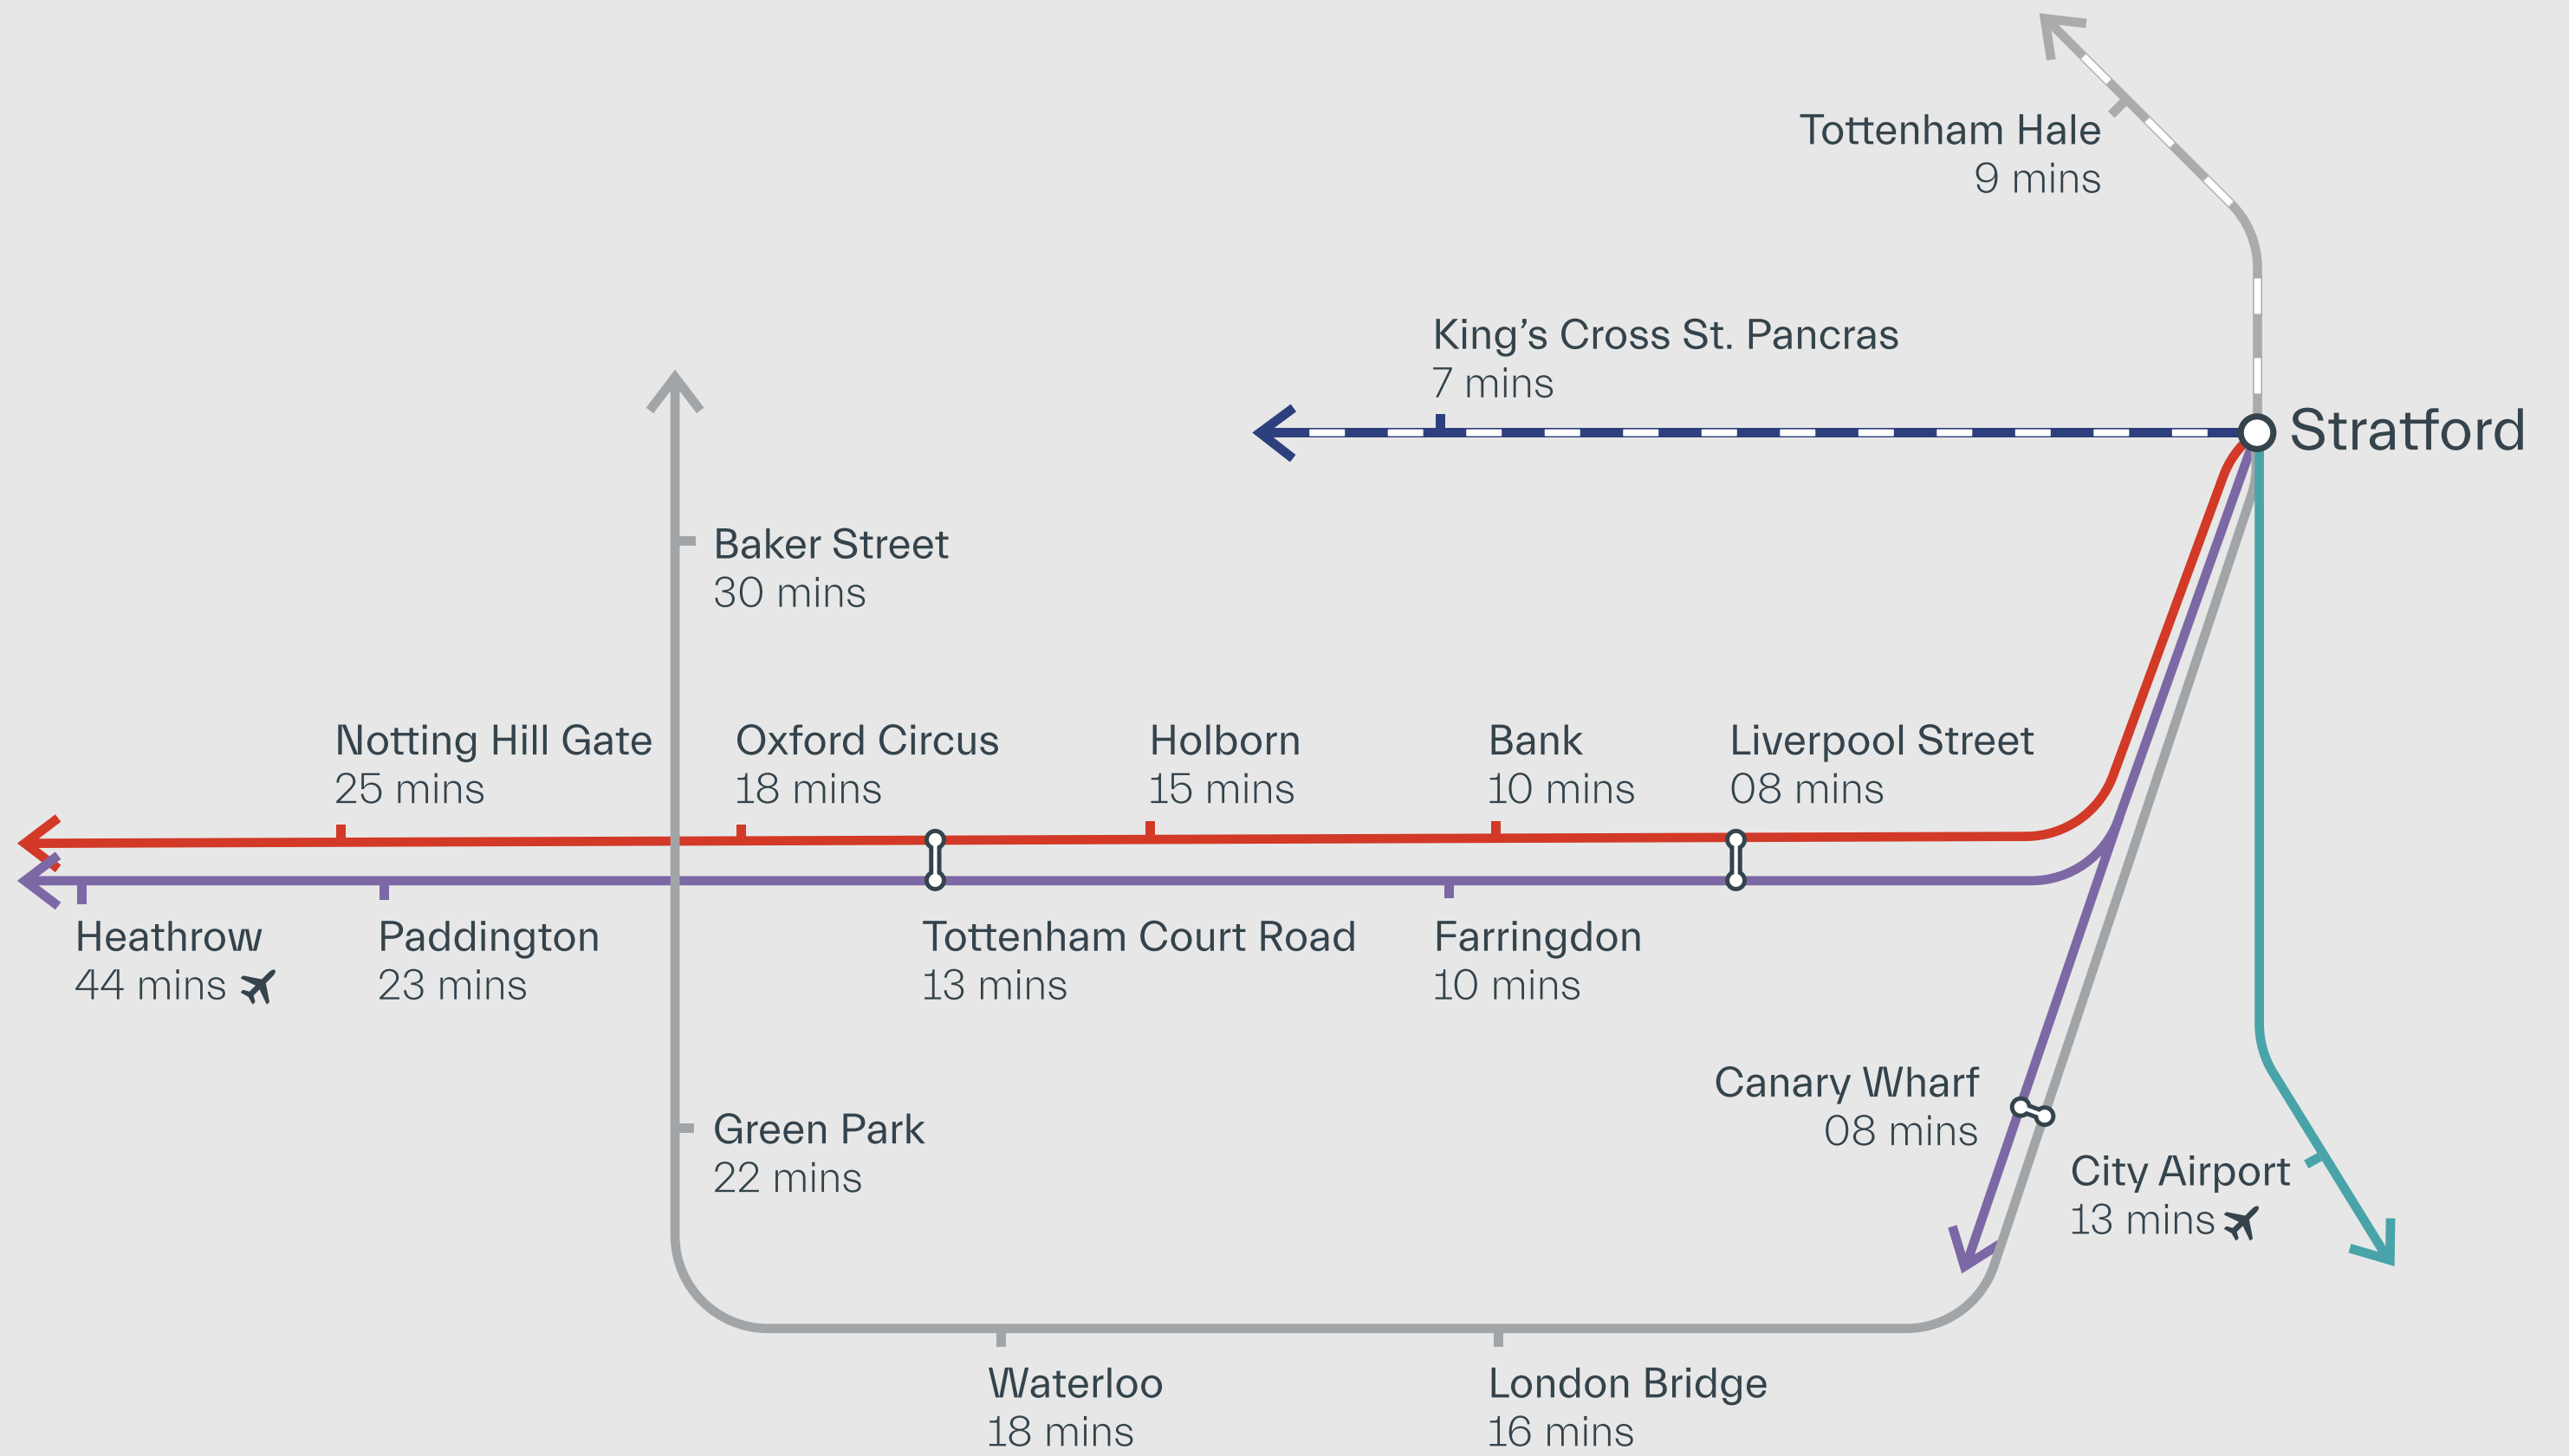 Tottenham Hale
9 mins
King’s Cross St. Pancras
7 mins
Stratford
Baker Street
30 mins
Notting Hill Gate
25 mins
Oxford Circus
18 mins
Holborn
15 mins
Bank
10 mins
Liverpool Street
08 mins
Heathrow
44 mins
Paddington
23 mins
Tottenham Court Road
13 mins
Farringdon
10 mins
Canary Wharf
08 mins
Green Park
22 mins
City Airport
13 mins
Waterloo
18 mins
London Bridge
16 mins